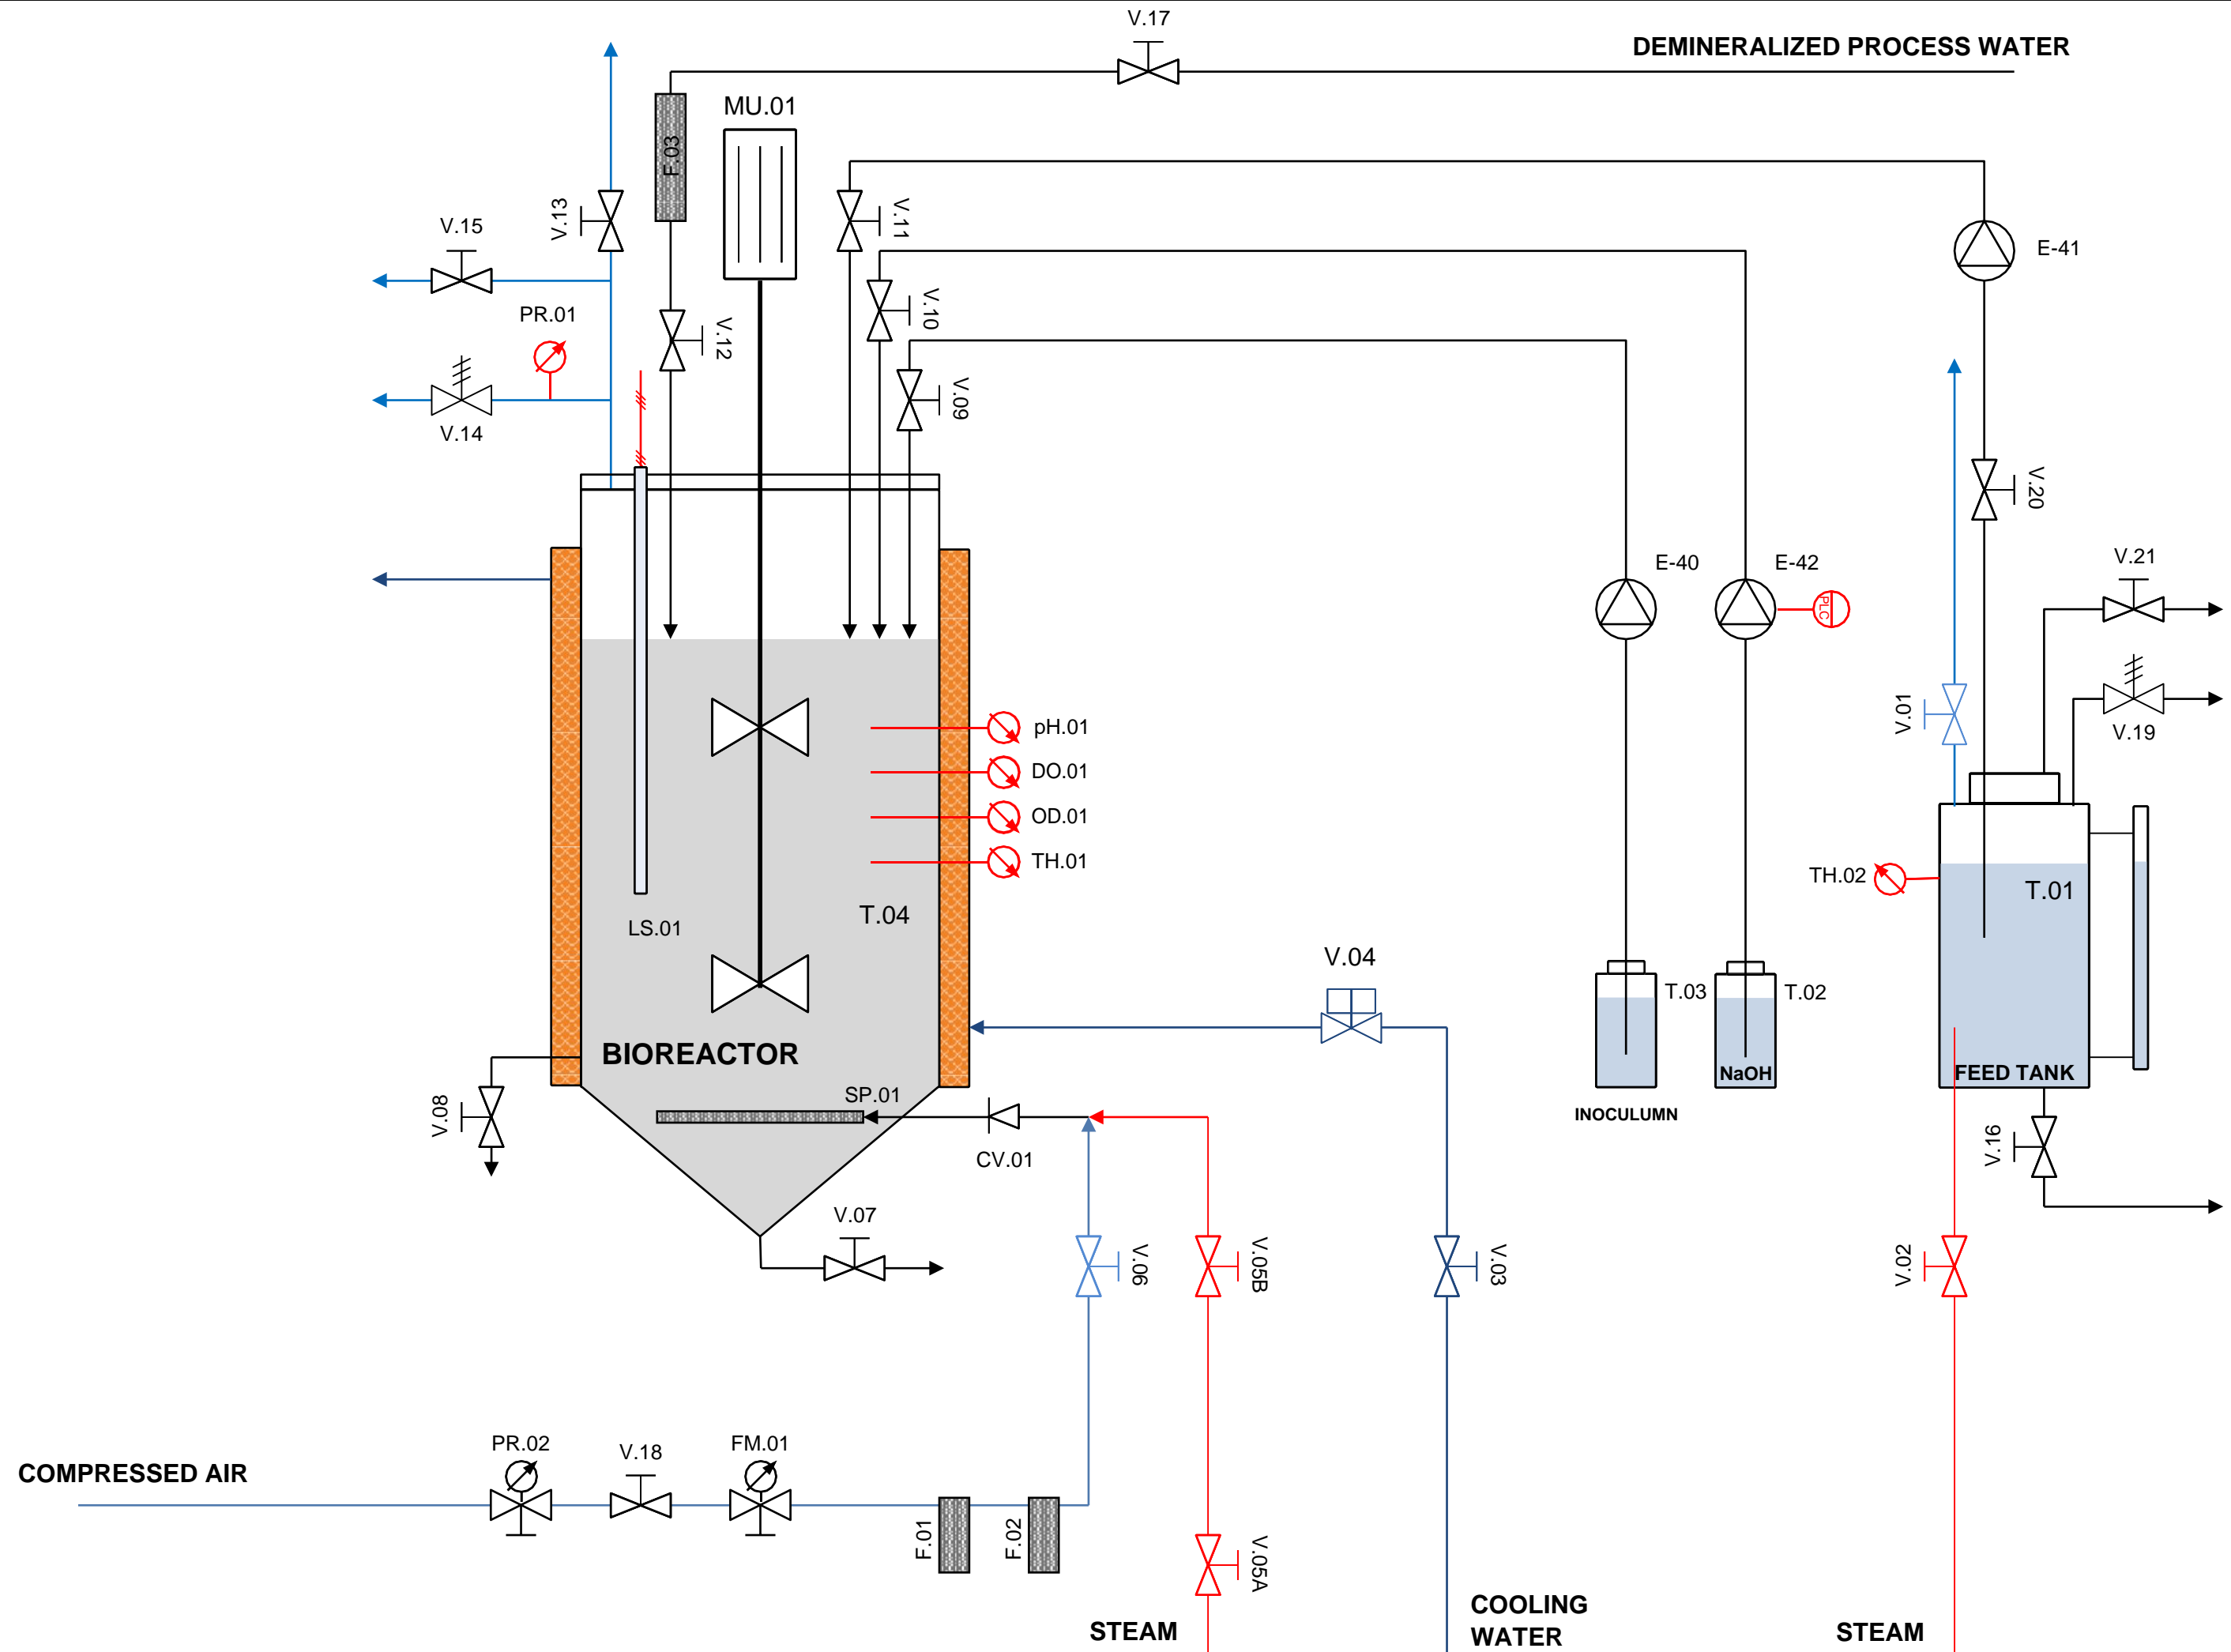 V.17
DEMINERALIZED PROCESS WATER
MU.01
F.03
V.13
V.11
V.15
E-41
V.10
PR.01
V.12
V.09
V.14
V.20
V.21
E-40
E-42
PLC
V.01
V.19
pH.01
DO.01
OD.01
TH.01
TH.02
T.01
T.04
LS.01
V.04
T.03
T.02
BIOREACTOR
NaOH
FEED TANK
SP.01
V.08
INOCULUMN
CV.01
V.16
V.07
V.06
V.05B
V.03
V.02
PR.02
V.18
FM.01
COMPRESSED AIR
F.01
F.02
V.05A
STEAM
COOLING
WATER
STEAM